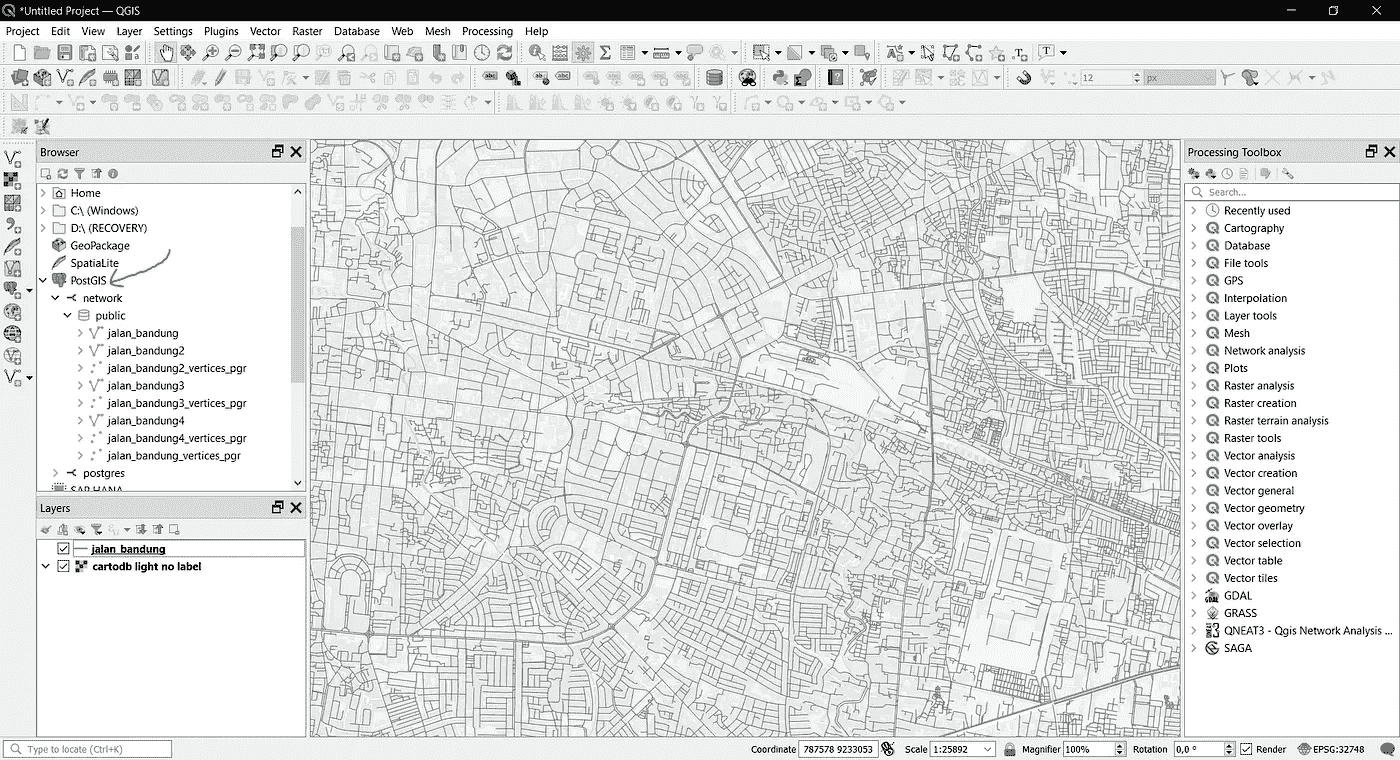 *Untitled Project — QGIS
Project Edit View Layer Settings Plugins Vector Raster Database Web Mesh Processing Help
12 px
Browser
Home
C:\ (Windows)
D:\ (RECOVERY)
GeoPackage
SpatiaLite
PostGIS
network
public
jalan_bandung
jalan_bandung2
jalan_bandung2_vertices_pgr
jalan_bandung3
jalan_bandung3_vertices_pgr
jalan_bandung4
jalan_bandung4_vertices_pgr
jalan_bandung_vertices_pgr
postgres
SAP HANA
Layers
jalan_bandung
cartodb light no label
Processing Toolbox
Search...
Recently used
Cartography
Database
File tools
GPS
Interpolation
Layer tools
Mesh
Network analysis
Plots
Raster analysis
Raster creation
Raster terrain analysis
Raster tools
Vector analysis
Vector creation
Vector general
Vector geometry
Vector overlay
Vector selection
Vector table
Vector tiles
GDAL
GRASS
QNEAT3 - Qgis Network Analysis ...
SAGA
Type to locate (Ctrl+K) Coordinate 787578 9233053 Scale 1:25892 Magnifier 100% Rotation 0,0 ° Render EPSG:32748